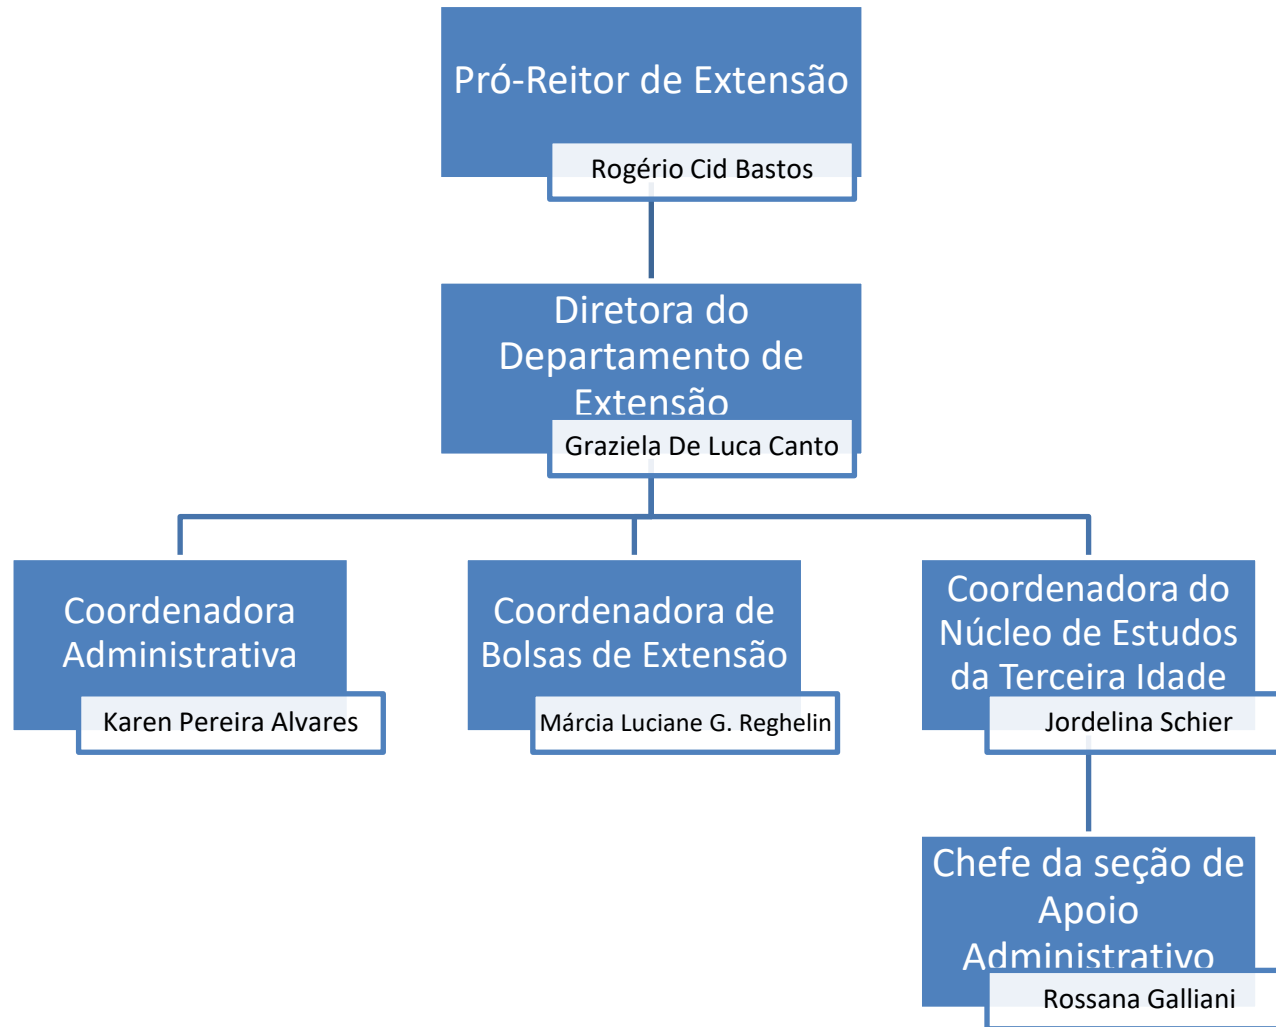 Pró-Reitor de Extensão
Rogério Cid Bastos
Diretora do
Departamento de
Extensão
Graziela De Luca Canto
Coordenadora
Administrativa
Karen Pereira Alvares
Coordenadora de
Bolsas de Extensão
Márcia Luciane G. Reghelin
Coordenadora do
Núcleo de Estudos
da Terceira Idade
Jordelina Schier
Chefe da seção de
Apoio
Administrativo
Rossana Galliani